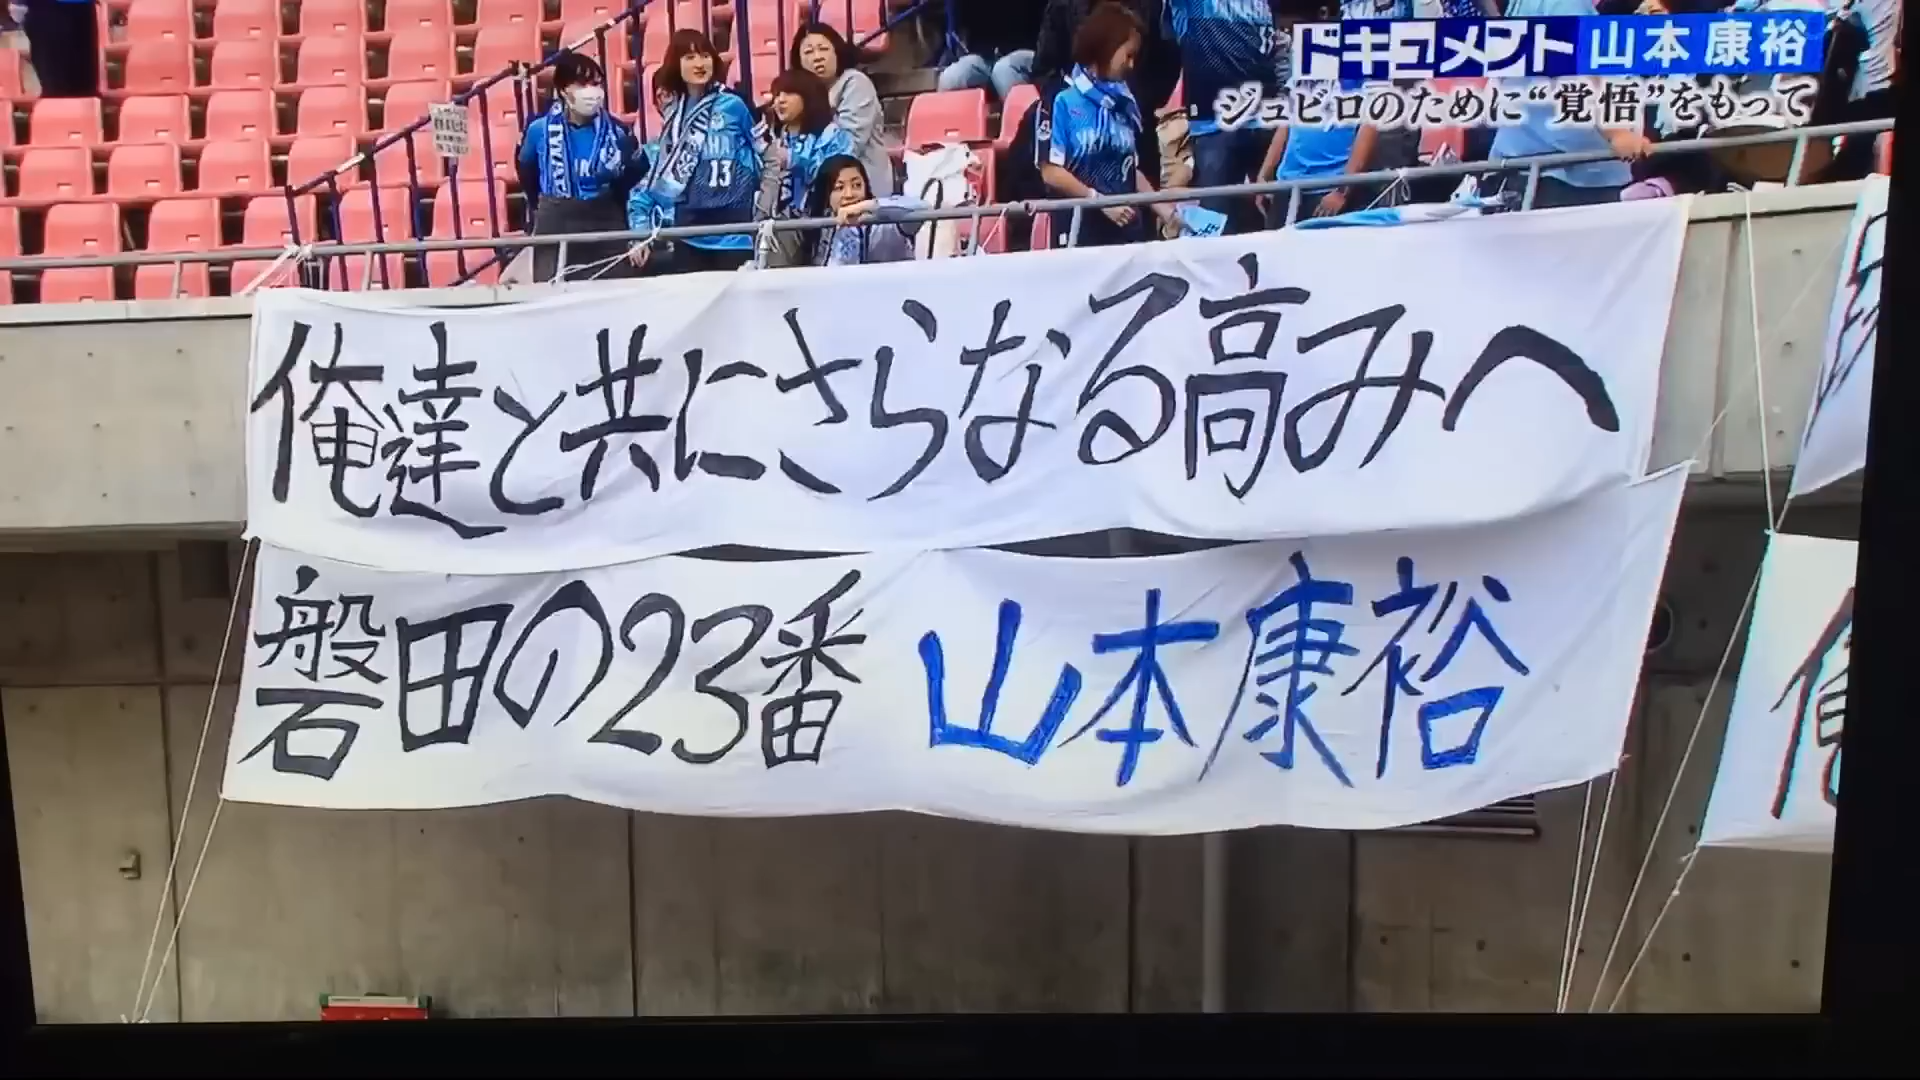 ドキュメント 山本 康裕
ジュビロのために“覚悟”をもって
13
俺達と共にさらなる高みへ
磐田の23番 山本康裕